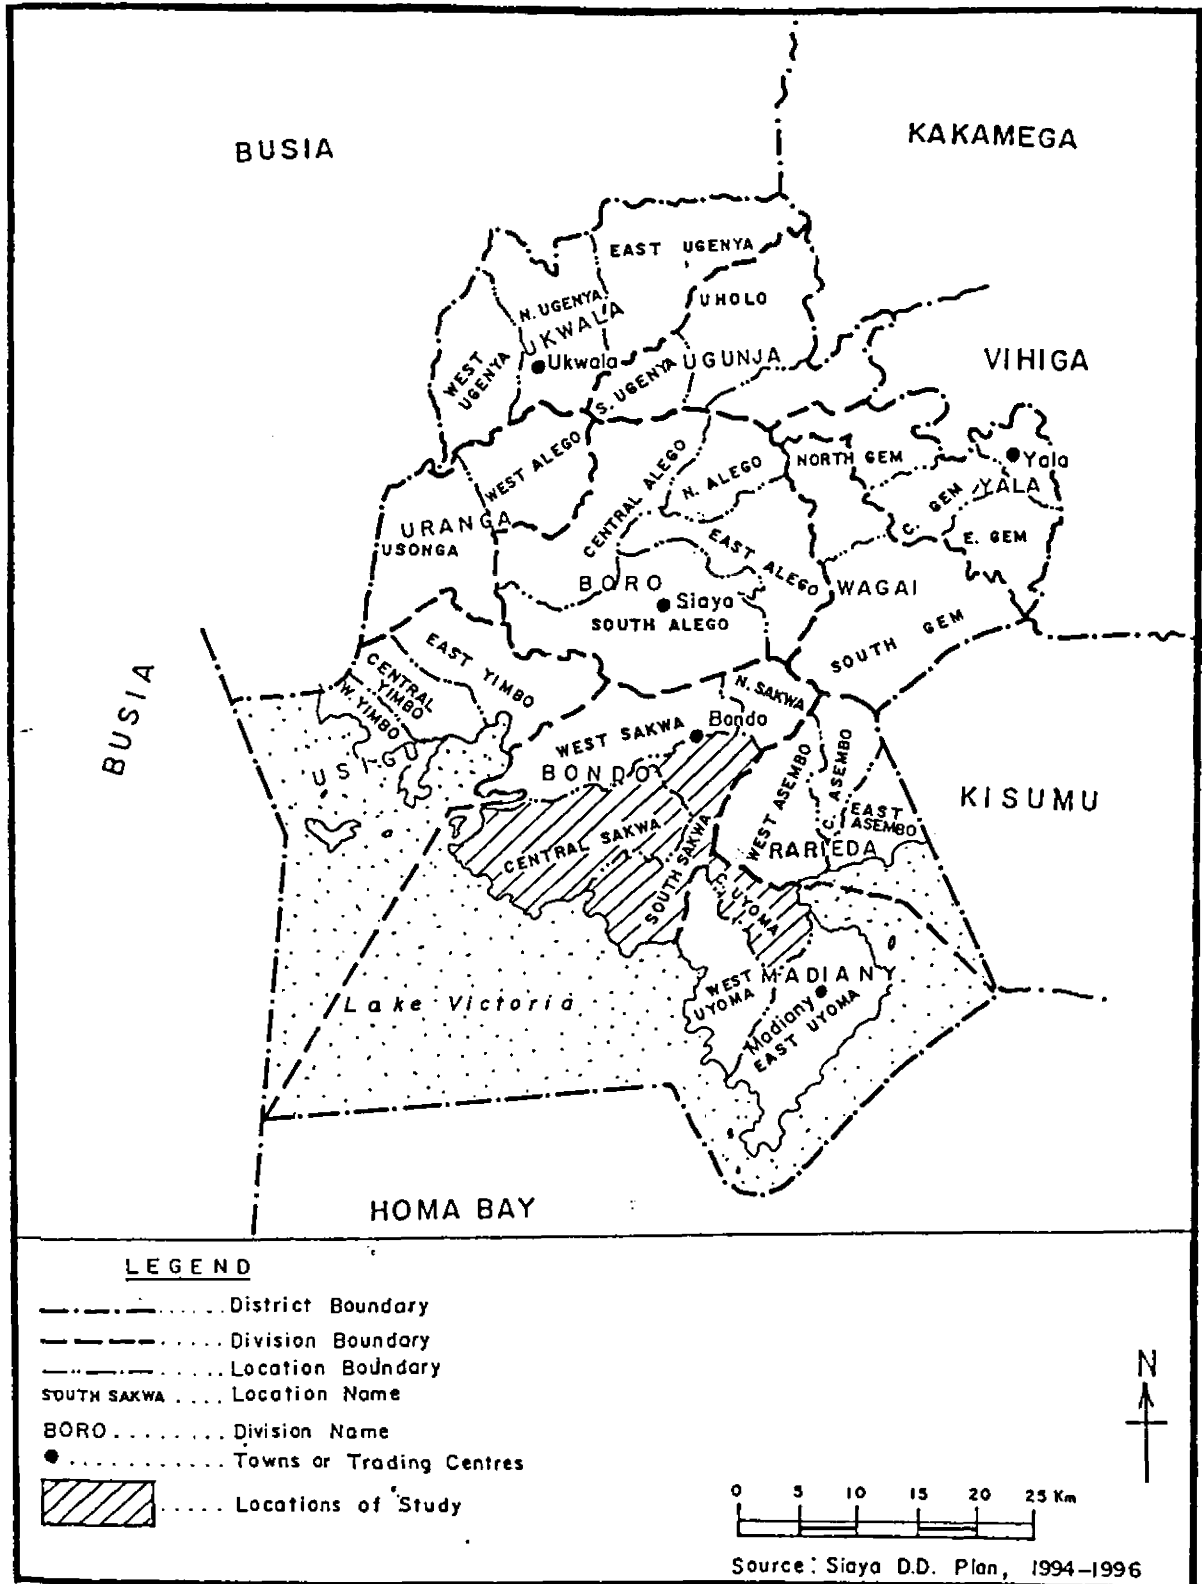 BUSIA
KAKAMEGA
EAST UGENYA
N. UGENYA
UHOLO
UKWALA
Ukwala
WEST
UGENYA
S. UGENYA
UGUNJA
VIHIGA
WEST ALEGO
CENTRAL ALEGO
N. ALEGO
NORTH GEM
Yala
YALA
C. GEM
E. GEM
URANGA
USONGA
EAST ALEGO
BORO
Siaya
SOUTH ALEGO
WAGAI
SOUTH GEM
EAST YIMBO
CENTRAL
YIMBO
W. YIMBO
USIGU
BUSIA
N. SAKWA
Bondo
WEST SAKWA
BONDO
WEST ASEMBO
C. ASEMBO
EAST
ASEMBO
RARIEDA
KISUMU
CENTRAL SAKWA
SOUTH SAKWA
C. UYOMA
WEST
UYOMA
MADIANY
Madiany
EAST UYOMA
Lake Victoria
HOMA BAY
LEGEND
District Boundary
Division Boundary
Location Boundary
SOUTH SAKWA .... Location Name
BORO........ Division Name
Towns or Trading Centres
Locations of Study
N
0 5 10 15 20 25 Km
Source: Siaya D.D. Plan, 1994-1996